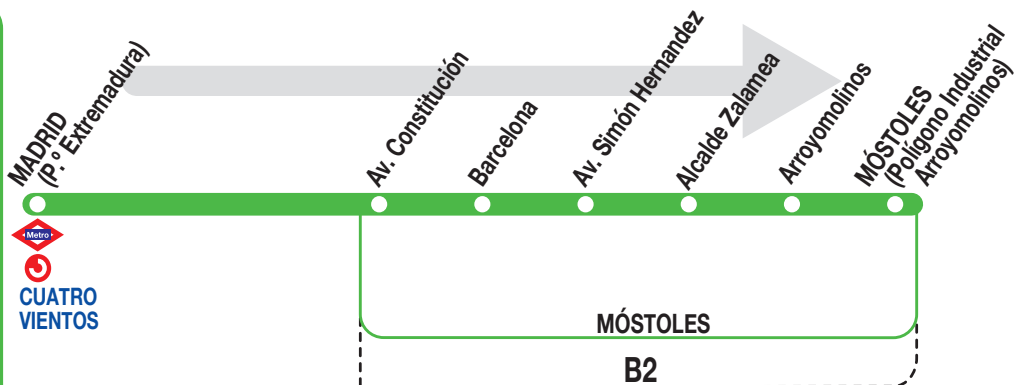 MADRID
(P.º Extremadura)
Av. Constitución
Barcelona
Av. Simón Hernandez
Alcalde Zalamea
Arroyomolinos
MÓSTOLES
(Polígono Industrial
Arroyomolinos)
Metro
CUATRO
VIENTOS
MÓSTOLES
B2